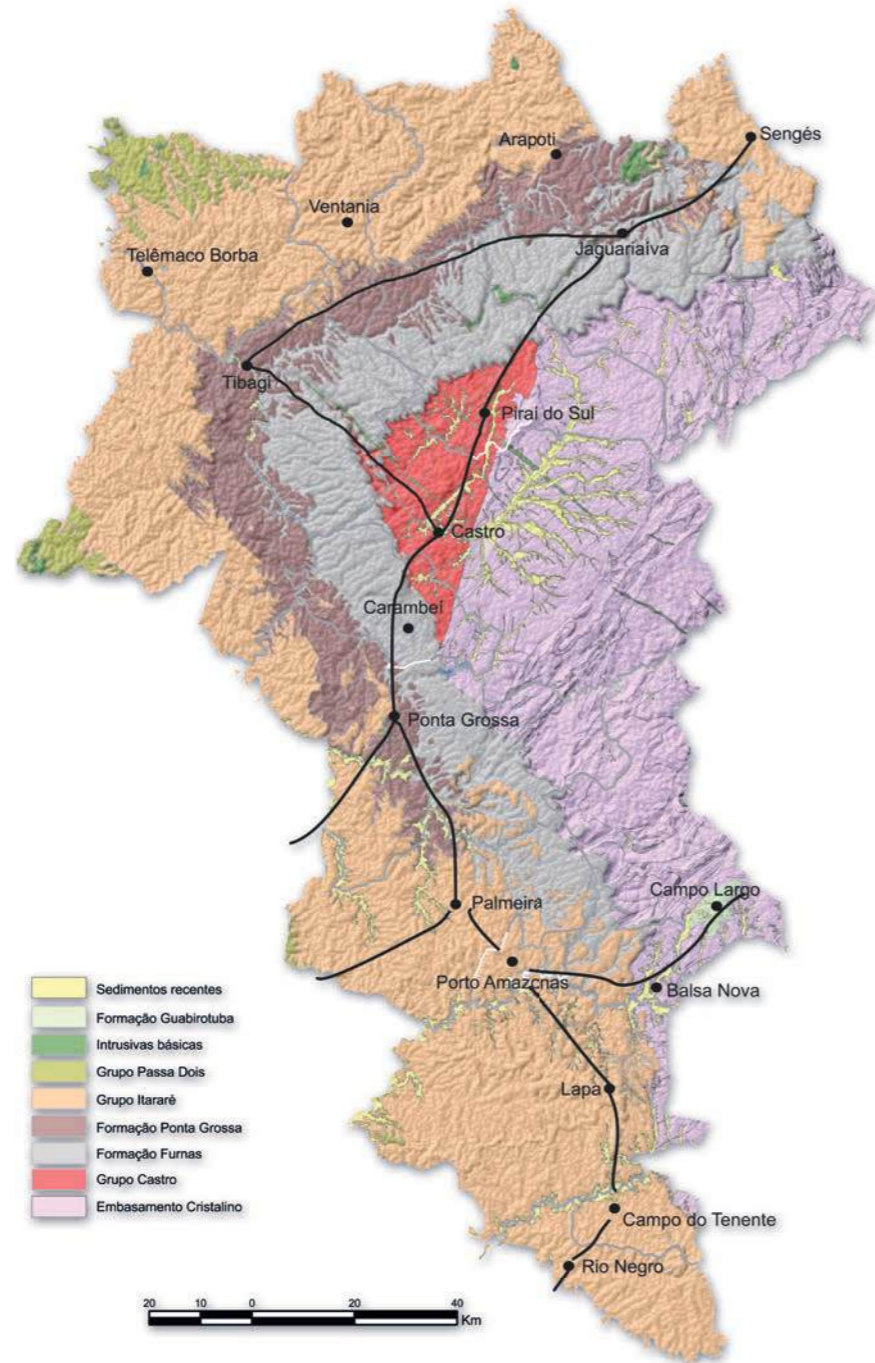 Sengés
Arapoti
Ventania
Jaguariaíva
Telêmaco Borba
Tibagi
Pirai do Sul
Castro
Carambeí
Ponta Grossa
Campo Largo
Palmeira
Porto Amazcnas
Balsa Nova
Lapa
Campo do Tenente
Rio Negro
Sedimentos recentes
Formação Guabirotuba
Intrusivas básicas
Grupo Passa Dois
Grupo Itararé
Formação Ponta Grossa
Formação Furnas
Grupo Castro
Embasamento Cristalino
20 10 0 20 40
Km